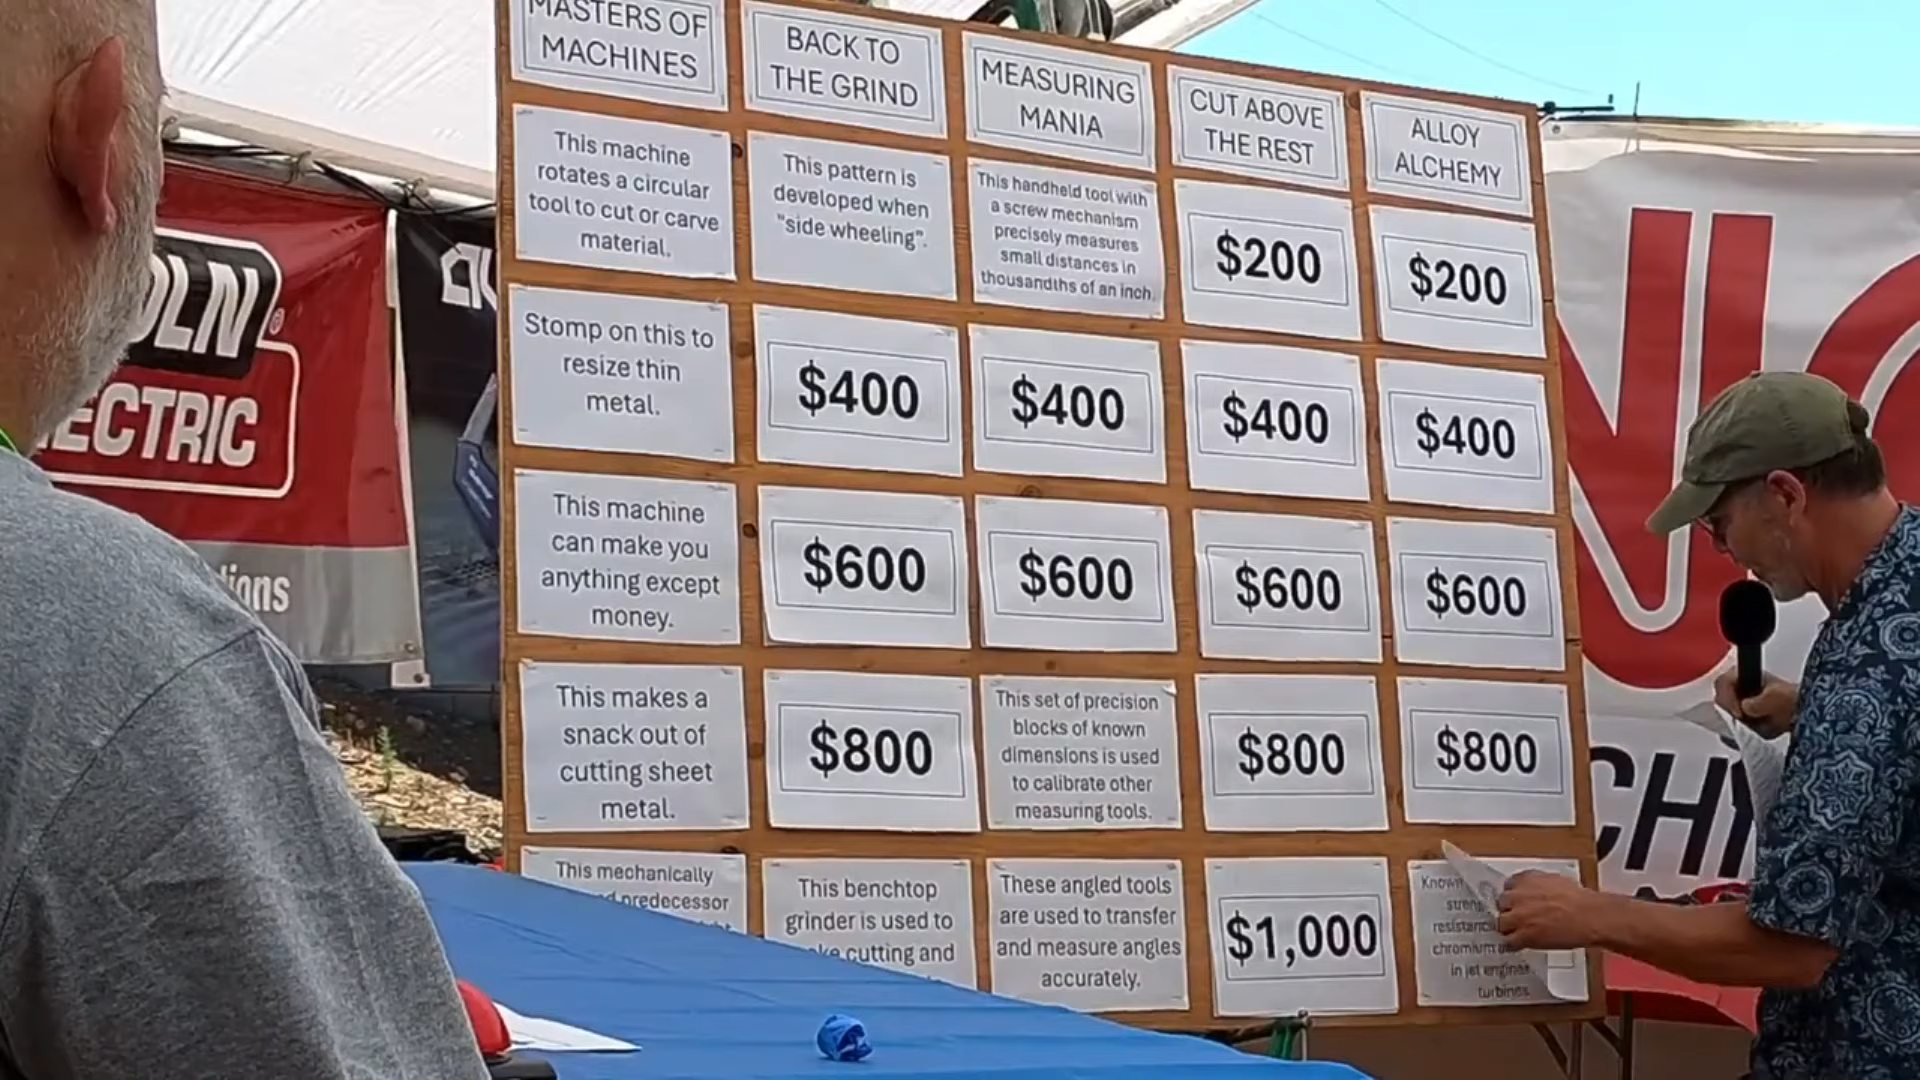 MASTERS OF
MACHINES
BACK TO
THE GRIND
MEASURING
MANIA
CUT ABOVE
THE REST
ALLOY
ALCHEMY
This machine
rotates a circular
tool to cut or carve
material.
This pattern is
developed when
"side wheeling".
This handheld tool with
a screw mechanism
precisely measures
small distances in
thousandths of an inch.
$200
$200
Stomp on this to
resize thin
metal.
$400
$400
$400
$400
This machine
can make you
anything except
money.
$600
$600
$600
$600
This makes a
snack out of
cutting sheet
metal.
$800
This set of precision
blocks of known
dimensions is used
to calibrate other
measuring tools.
$800
$800
This mechanically
predecessor
This benchtop
grinder is used to
cutting and
These angled tools
are used to transfer
and measure angles
accurately.
$1,000
Known
resistance
chromium
in jet engines
turbines
OLN
ECTRIC
CH